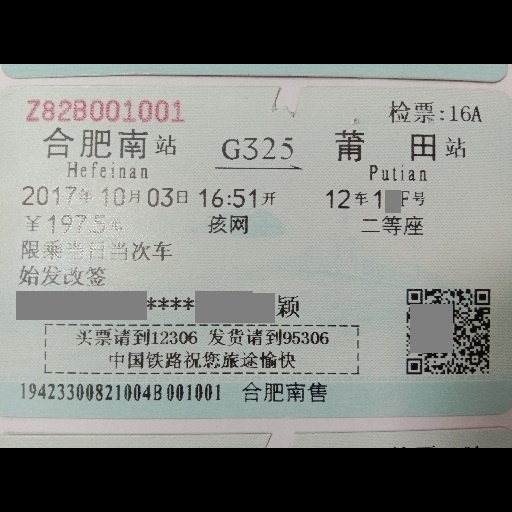 Z82B001001 检票:16A
合肥南站 G325 莆田站
Hefeinan Putian
2017年10月03日16:51开 12车1 F号
¥197.5元 孩网 二等座
限乘当日当次车
始发改签
**** 颖
买票请到12306 发货请到95306
中国铁路祝您旅途愉快
19423300821004B001001 合肥南售